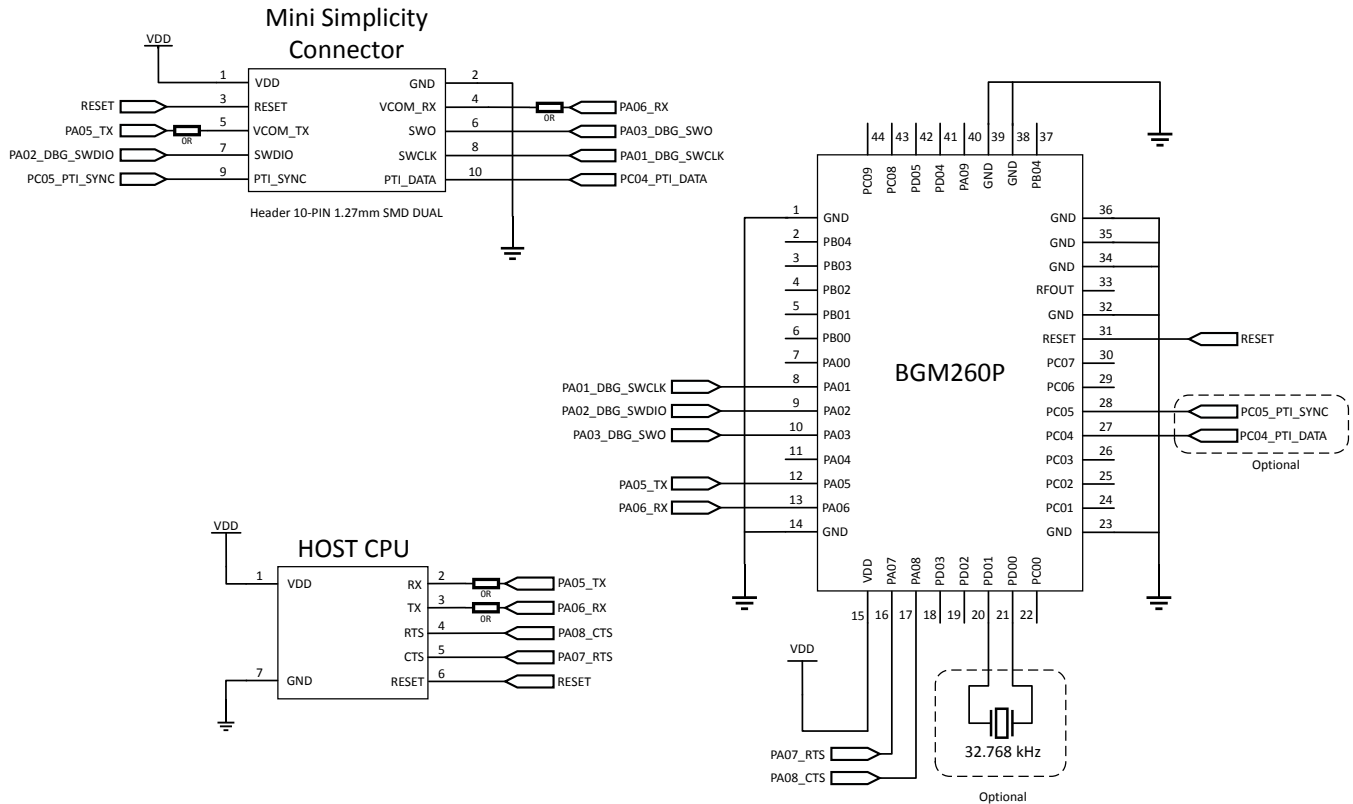 Mini Simplicity
Connector
VDD
1 VDD GND 2
RESET 3 RESET VCOM_RX 4 0R PA06_RX
PA05_TX 0R 5 VCOM_TX SWO 6 PA03_DBG_SWO
PA02_DBG_SWDIO 7 SWDIO SWCLK 8 PA01_DBG_SWCLK
PC05_PTI_SYNC 9 PTI_SYNC PTI_DATA 10 PC04_PTI_DATA
Header 10-PIN 1.27mm SMD DUAL
44 43 42 41 40 39 38 37
PC09 PC08 PD05 PD04 PA09 GND GND PB04
1 GND GND 36
2 PB04 GND 35
3 PB03 GND 34
4 PB02 RFOUT 33
5 PB01 GND 32
6 PB00 RESET 31 RESET
7 PA00 PC07 30
BGM260P
PA01_DBG_SWCLK 8 PA01 PC06 29
PA02_DBG_SWDIO 9 PA02 PC05 28 PC05_PTI_SYNC
PA03_DBG_SWO 10 PA03 PC04 27 PC04_PTI_DATA
11 PA04 PC03 26
Optional
PA05_TX 12 PA05 PC02 25
PA06_RX 13 PA06 PC01 24
14 GND GND 23
VDD PA07 PA08 PD03 PD02 PD01 PD00 PC00
15 16 17 18 19 20 21 22
VDD
HOST CPU
1 VDD RX 2 0R PA05_TX
TX 3 0R PA06_RX
RTS 4 PA08_CTS
CTS 5 PA07_RTS
7 GND RESET 6 RESET
VDD
32.768 kHz
PA07_RTS
PA08_CTS
Optional